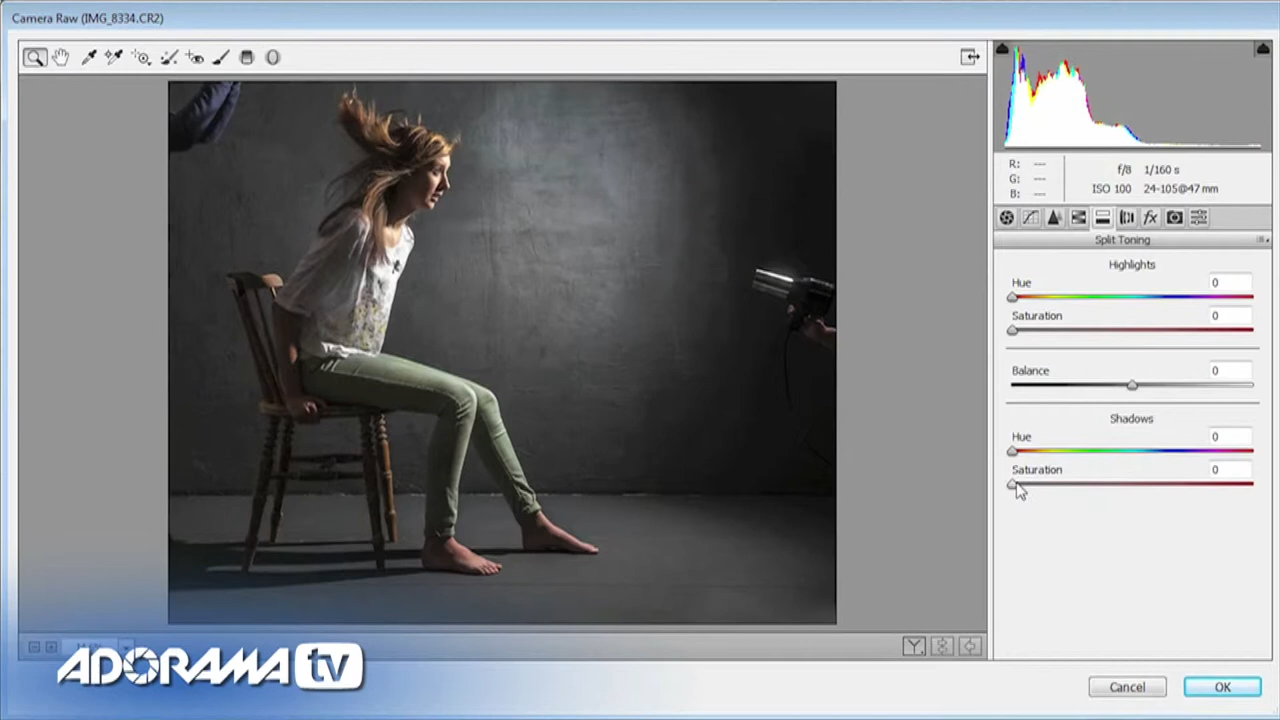 Camera Raw (IMG_8334.CR2)
R: ---
G: ---
B: ---
f/8 1/160 s
ISO 100 24-105@47 mm
fx
Split Toning
Highlights
Hue 0
Saturation 0
Balance 0
Shadows
Hue 0
Saturation 0
Y
ADORAMA tv
Cancel OK